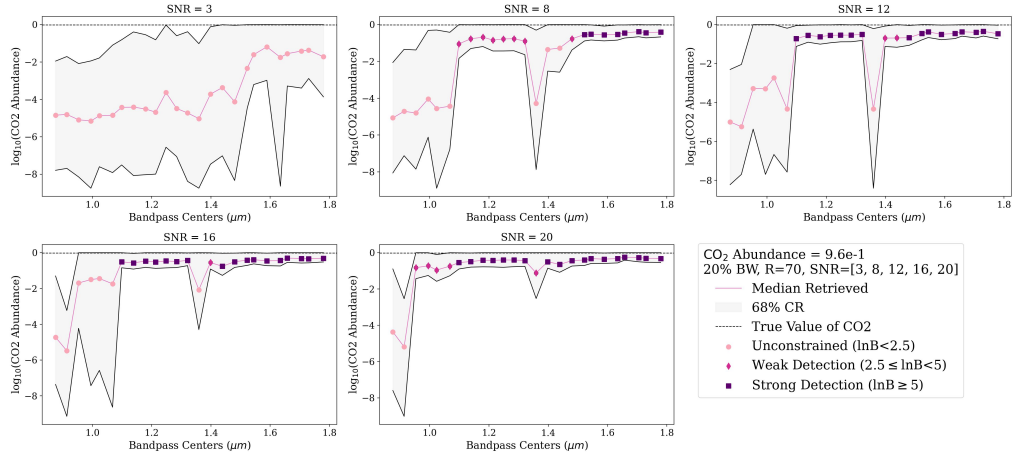 SNR = 3
SNR = 8
SNR = 12
log₁₀(CO2 Abundance)
0
−2
−4
−6
−8
1.0 1.2 1.4 1.6 1.8
Bandpass Centers (μm)
log₁₀(CO2 Abundance)
0
−2
−4
−6
−8
1.0 1.2 1.4 1.6 1.8
Bandpass Centers (μm)
log₁₀(CO2 Abundance)
0
−2
−4
−6
−8
1.0 1.2 1.4 1.6 1.8
Bandpass Centers (μm)
SNR = 16
SNR = 20
log₁₀(CO2 Abundance)
0
−2
−4
−6
−8
1.0 1.2 1.4 1.6 1.8
Bandpass Centers (μm)
log₁₀(CO2 Abundance)
0
−2
−4
−6
−8
1.0 1.2 1.4 1.6 1.8
Bandpass Centers (μm)
CO₂ Abundance = 9.6e-1
20% BW, R=70, SNR=[3, 8, 12, 16, 20]
Median Retrieved
68% CR
True Value of CO2
Unconstrained (lnB<2.5)
Weak Detection (2.5 ≤ lnB<5)
Strong Detection (lnB ≥ 5)